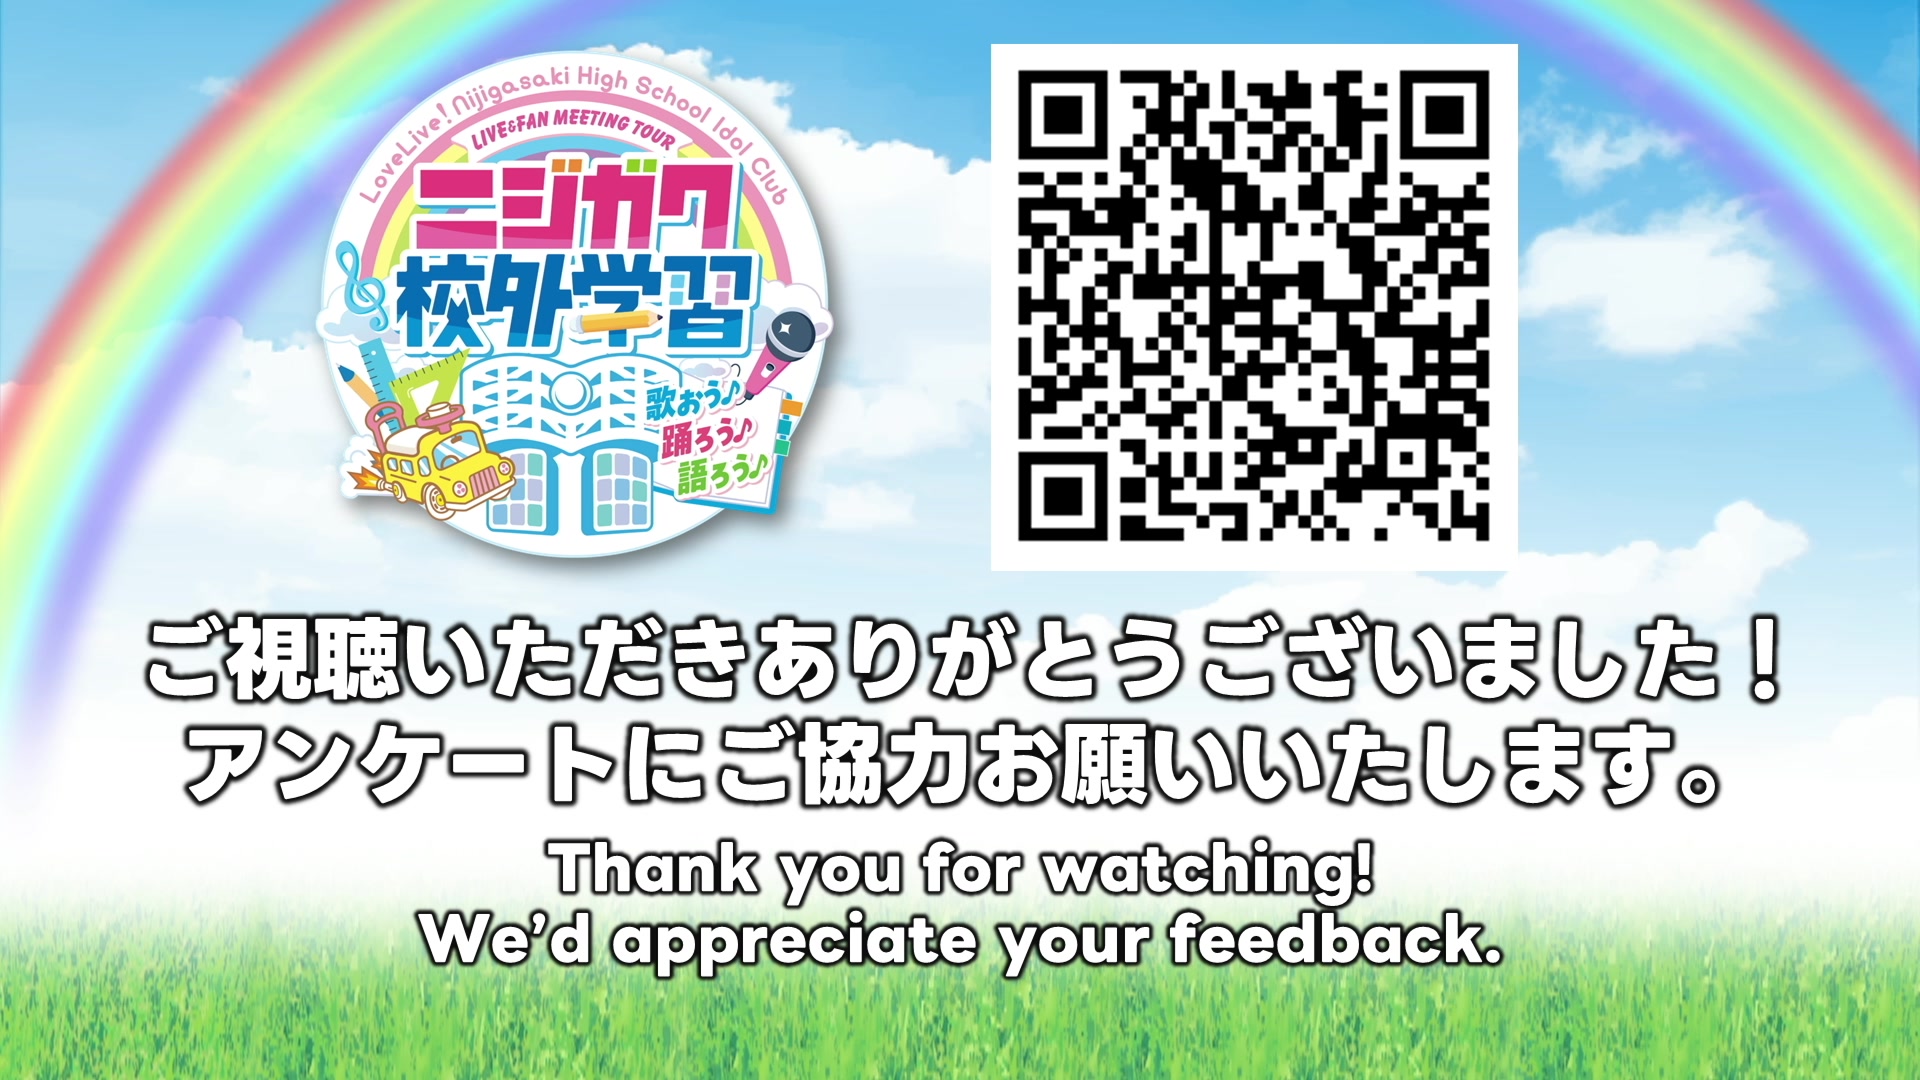 LoveLive! Nijigasaki High School Idol Club
LIVE&FAN MEETING TOUR
ニジガク
校外学習
歌おう♪
踊ろう♪
語ろう♪
ご視聴いただきありがとうございました！
アンケートにご協力お願いいたします。
Thank you for watching!
We’d appreciate your feedback.